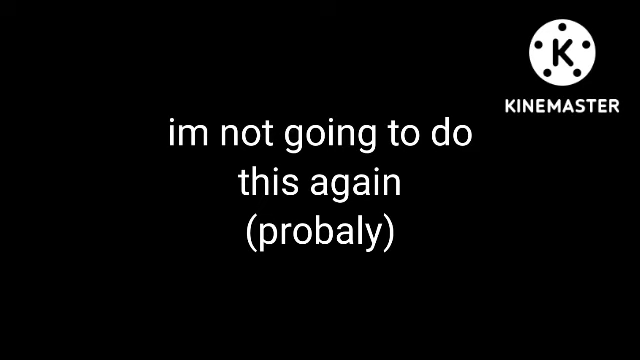 K
KINEMASTER
im not going to do
this again
(probaly)